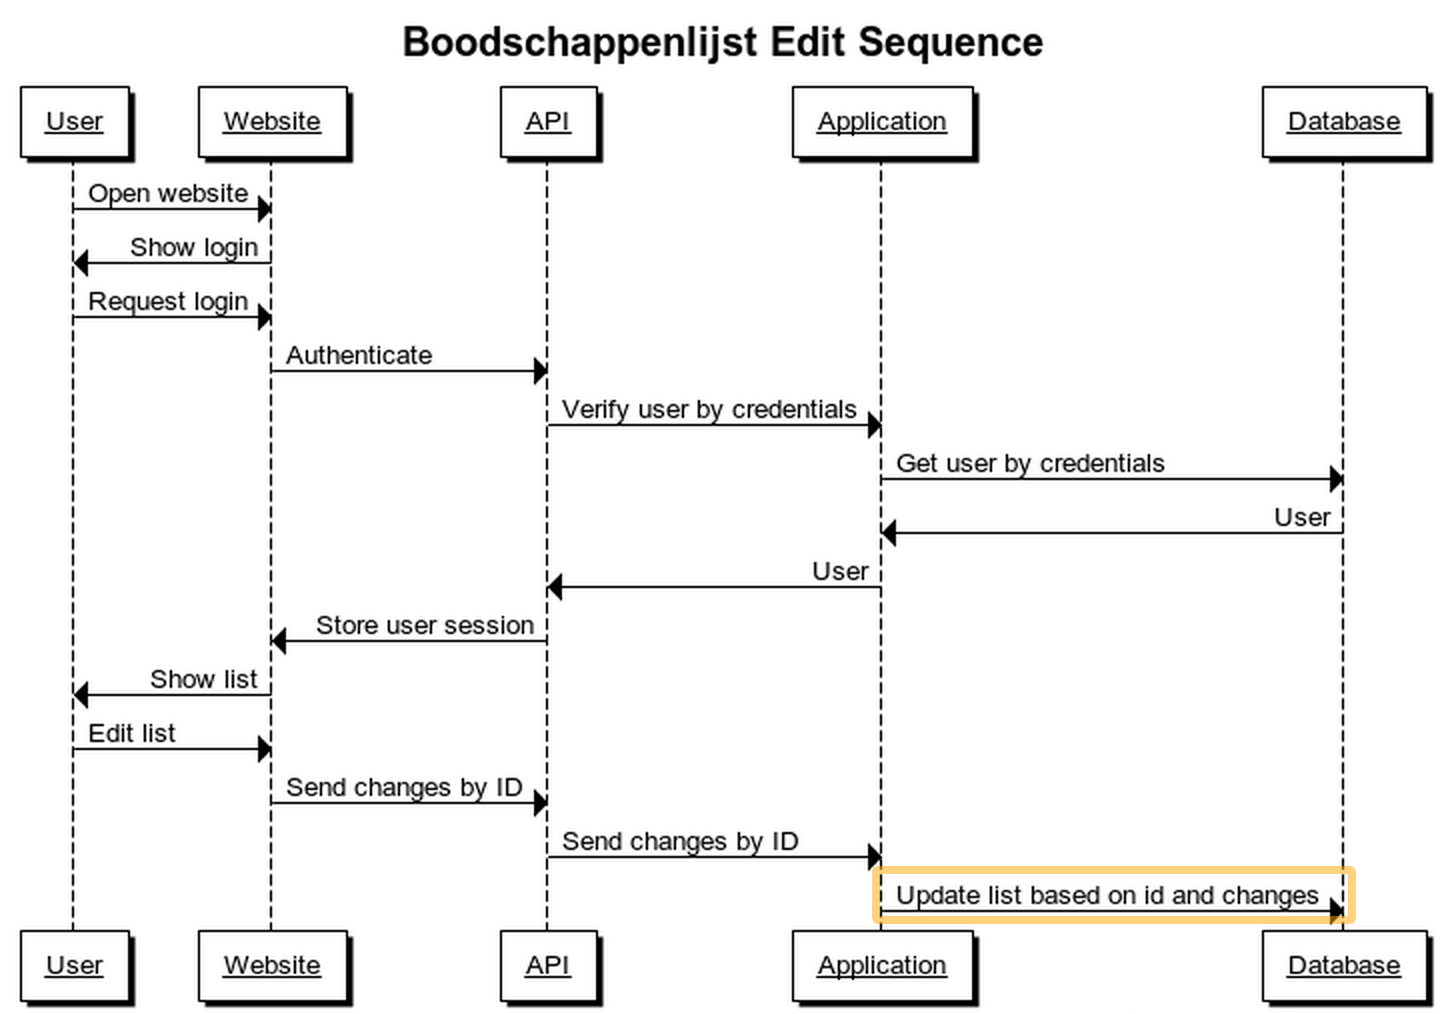 Boodschappenlijst Edit Sequence
User
Website
API
Application
Database
Open website
Show login
Request login
Authenticate
Verify user by credentials
Get user by credentials
User
User
Store user session
Show list
Edit list
Send changes by ID
Send changes by ID
Update list based on id and changes
User
Website
API
Application
Database